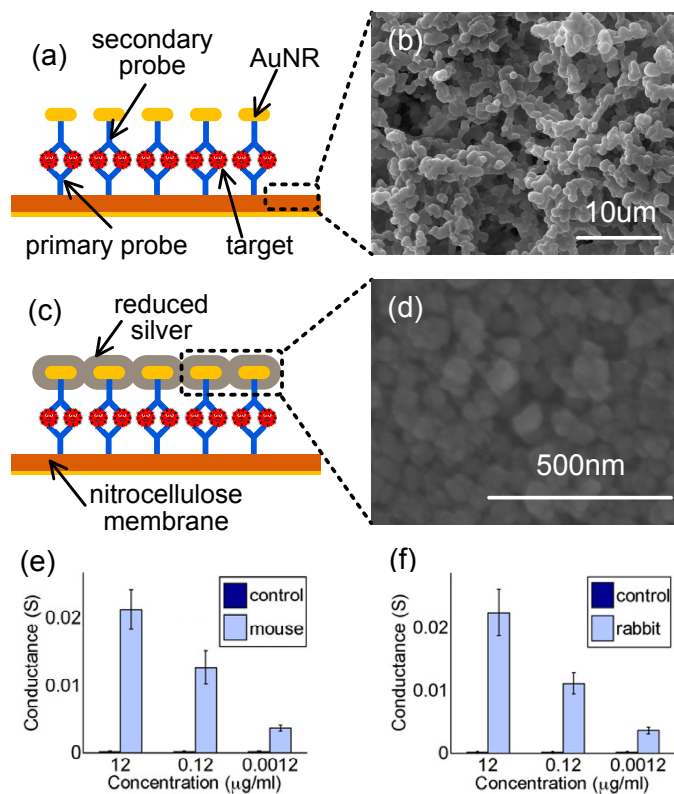 (a)
secondary
probe
AuNR
primary probe
target
(b)
10um
(c)
reduced
silver
nitrocellulose
membrane
(d)
500nm
(e)
Conductance (S)
0.02
0.01
0
control
mouse
12
0.12
0.0012
Concentration (μg/ml)
(f)
Conductance (S)
0.02
0.01
0
control
rabbit
12
0.12
0.0012
Concentration (μg/ml)